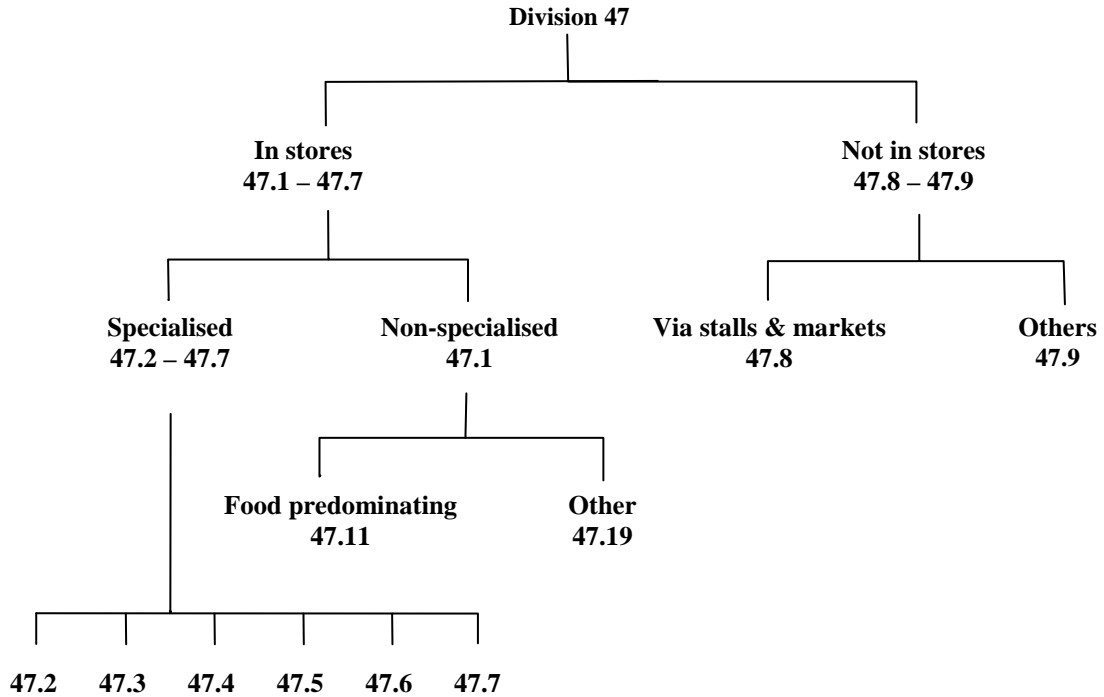 Division 47
In stores
47.1 – 47.7
Not in stores
47.8 – 47.9
Specialised
47.2 – 47.7
Non-specialised
47.1
Via stalls & markets
47.8
Others
47.9
Food predominating
47.11
Other
47.19
47.2 47.3 47.4 47.5 47.6 47.7